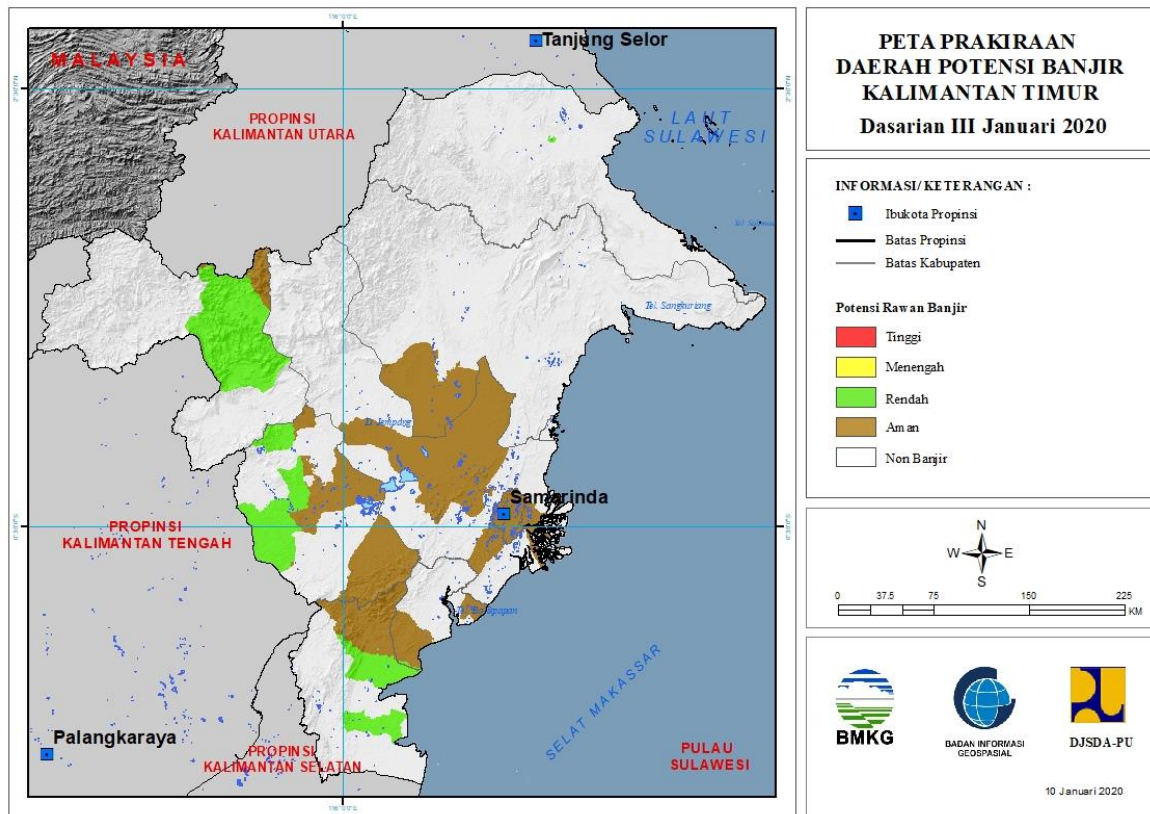 PETA PRAKIRAAN
DAERAH POTENSI BANJIR
KALIMANTAN TIMUR
Dasarian III Januari 2020
INFORMASI/ KETERANGAN :
Ibukota Propinsi
Batas Propinsi
Batas Kabupaten
Potensi Rawan Banjir
Tinggi
Menengah
Rendah
Aman
Non Banjir
N
W E
S
0 37.5 75 150 225
KM
BMKG
BADAN INFORMASI
GEOSPASIAL
DJSDA-PU
10 Januari 2020
Tanjung Selor
MALAYSIA
PROPINSI
KALIMANTAN UTARA
LAUT
SULAWESI
Tel. Sangkuriang
Samarinda
PROPINSI
KALIMANTAN TENGAH
SELAT MAKASSAR
Palangkaraya
PROPINSI
KALIMANTAN SELATAN
PULAU
SULAWESI